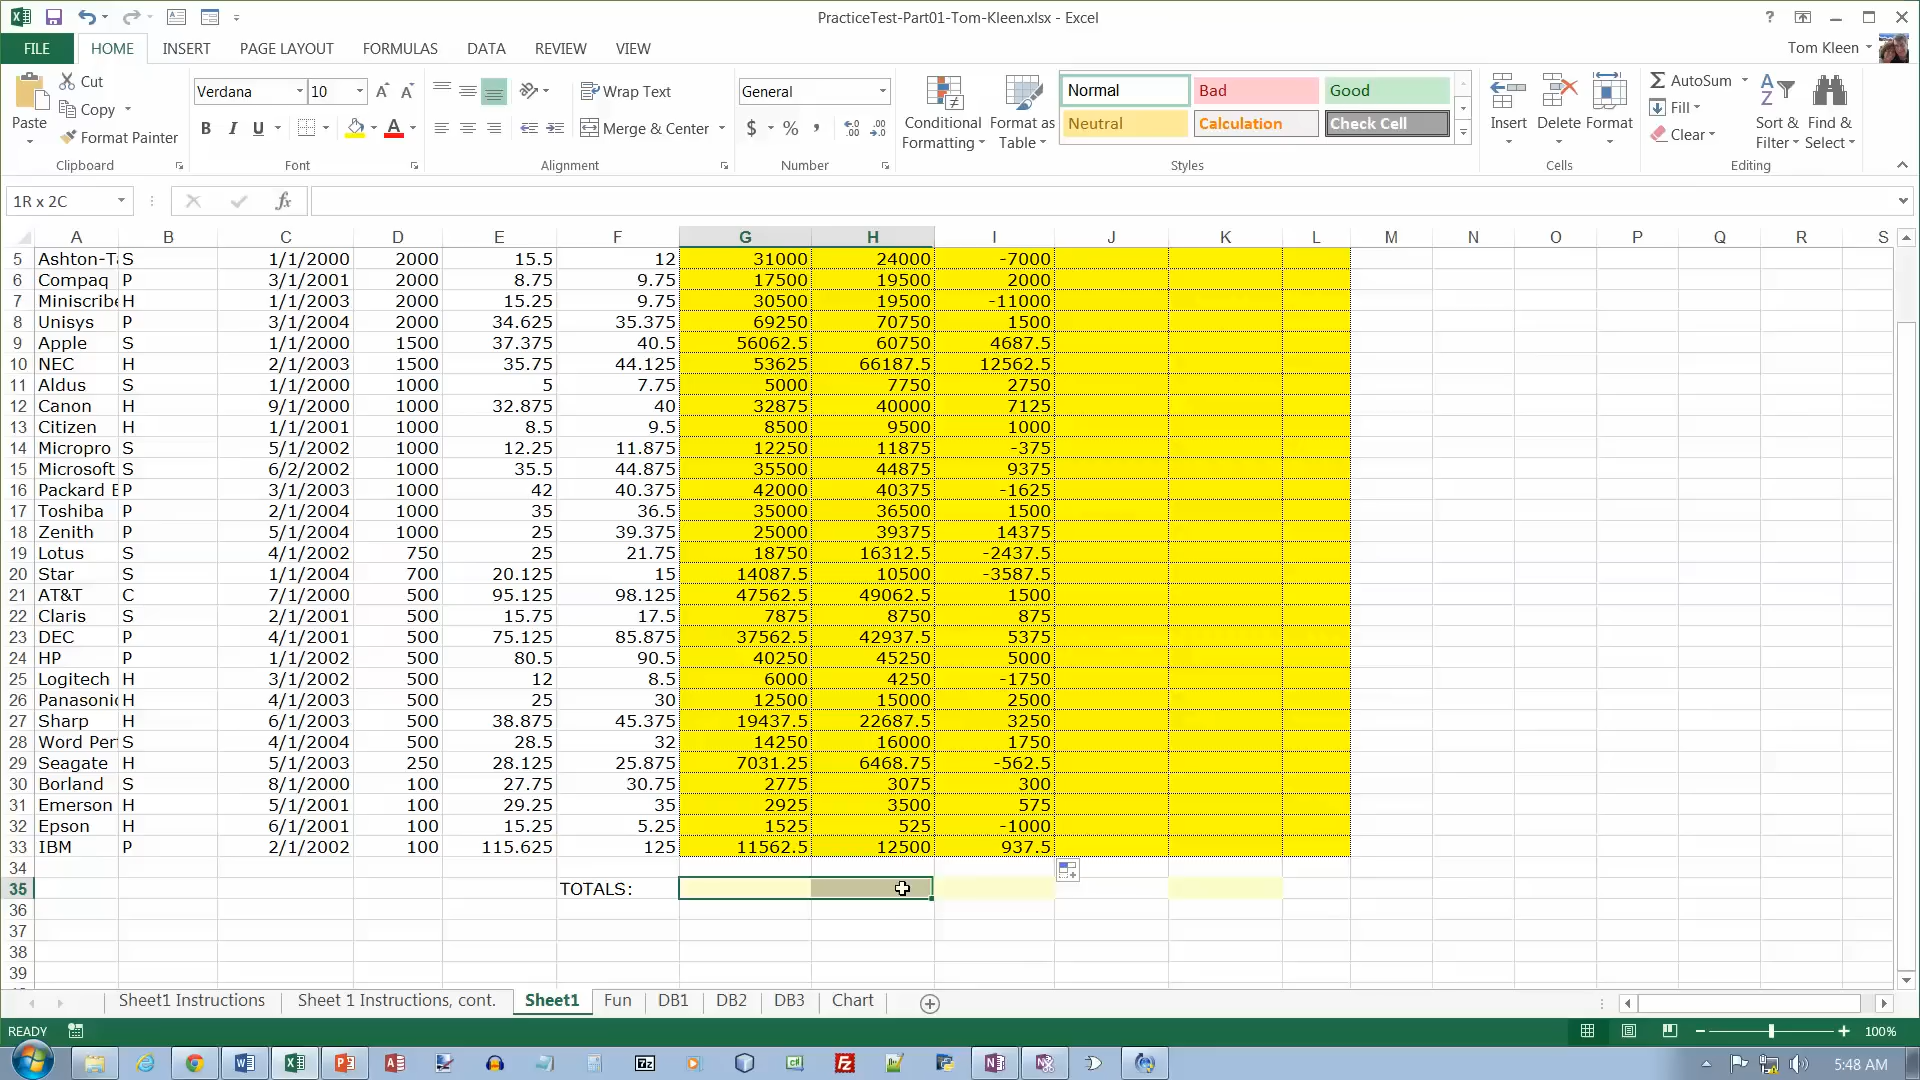 PracticeTest-Part01-Tom-Kleen.xlsx - Excel
?
FILE HOME INSERT PAGE LAYOUT FORMULAS DATA REVIEW VIEW Tom Kleen
Paste Cut Copy Format Painter Clipboard
Verdana 10 A A B I U A Font
Wrap Text Merge & Center Alignment
General $ % , .00 Number
Conditional Formatting Format as Table Normal Bad Good Neutral Calculation Check Cell Styles
Insert Delete Format Cells
AutoSum Fill Clear Sort & Filter Find & Select Editing
1R x 2C fx
A B C D E F G H I J K L M N O P Q R S
5 Ashton-Ta S 1/1/2000 2000 15.5 12 31000 24000 -7000
6 Compaq P 3/1/2001 2000 8.75 9.75 17500 19500 2000
7 Miniscribe H 1/1/2003 2000 15.25 9.75 30500 19500 -11000
8 Unisys P 3/1/2004 2000 34.625 35.375 69250 70750 1500
9 Apple S 1/1/2000 1500 37.375 40.5 56062.5 60750 4687.5
10 NEC H 2/1/2003 1500 35.75 44.125 53625 66187.5 12562.5
11 Aldus S 1/1/2000 1000 5 7.75 5000 7750 2750
12 Canon H 9/1/2000 1000 32.875 40 32875 40000 7125
13 Citizen H 1/1/2001 1000 8.5 9.5 8500 9500 1000
14 Micropro S 5/1/2002 1000 12.25 11.875 12250 11875 -375
15 Microsoft S 6/2/2002 1000 35.5 44.875 35500 44875 9375
16 Packard B P 3/1/2003 1000 42 40.375 42000 40375 -1625
17 Toshiba P 2/1/2004 1000 35 36.5 35000 36500 1500
18 Zenith P 5/1/2004 1000 25 39.375 25000 39375 14375
19 Lotus S 4/1/2002 750 25 21.75 18750 16312.5 -2437.5
20 Star S 1/1/2004 700 20.125 15 14087.5 10500 -3587.5
21 AT&T C 7/1/2000 500 95.125 98.125 47562.5 49062.5 1500
22 Claris S 2/1/2001 500 15.75 17.5 7875 8750 875
23 DEC P 4/1/2001 500 75.125 85.875 37562.5 42937.5 5375
24 HP P 1/1/2002 500 80.5 90.5 40250 45250 5000
25 Logitech H 3/1/2002 500 12 8.5 6000 4250 -1750
26 Panasonic H 4/1/2003 500 25 30 12500 15000 2500
27 Sharp H 6/1/2003 500 38.875 45.375 19437.5 22687.5 3250
28 Word Perf S 4/1/2004 500 28.5 32 14250 16000 1750
29 Seagate H 5/1/2003 250 28.125 25.875 7031.25 6468.75 -562.5
30 Borland S 8/1/2000 100 27.75 30.75 2775 3075 300
31 Emerson H 5/1/2001 100 29.25 35 2925 3500 575
32 Epson H 6/1/2001 100 15.25 5.25 1525 525 -1000
33 IBM P 2/1/2002 100 115.625 125 11562.5 12500 937.5
34
35 TOTALS:
36
37
38
39
Sheet1 Instructions Sheet 1 Instructions, cont. Sheet1 Fun DB1 DB2 DB3 Chart
READY 100%
5:48 AM